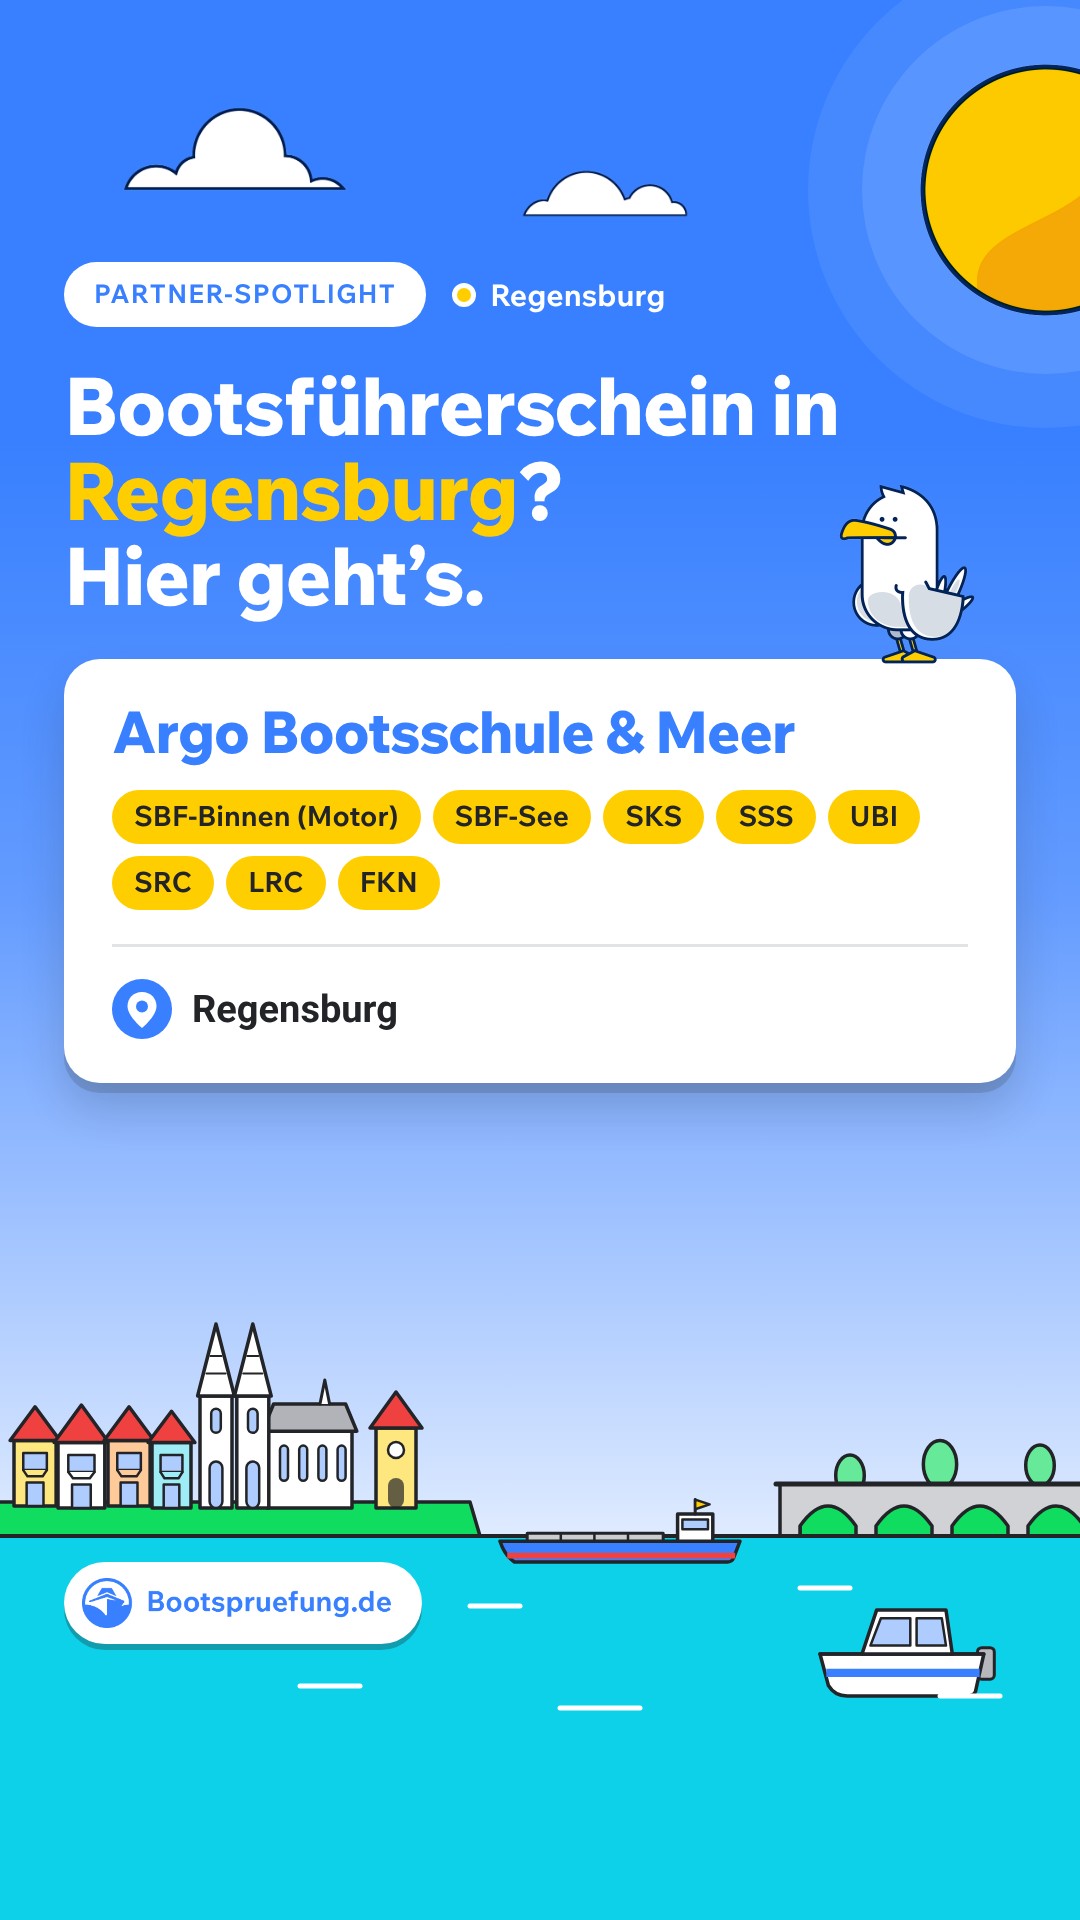 PARTNER-SPOTLIGHT
Regensburg
Bootsführerschein in
Regensburg?
Hier geht’s.
Argo Bootsschule & Meer
SBF-Binnen (Motor) SBF-See SKS SSS UBI
SRC LRC FKN
Regensburg
Bootspruefung.de